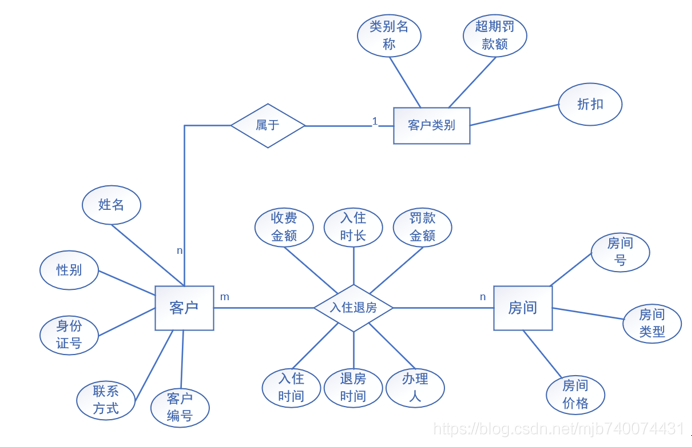 类别名
称
超期罚
款额
折扣
属于
1
客户类别
姓名
n
收费
金额
入住
时长
罚款
金额
房间
号
性别
客户
m
入住退房
n
房间
身份
证号
房间
类型
联系
方式
客户
编号
入住
时间
退房
时间
办理
人
房间
价格
https://blog.csdn.net/mjb740074431